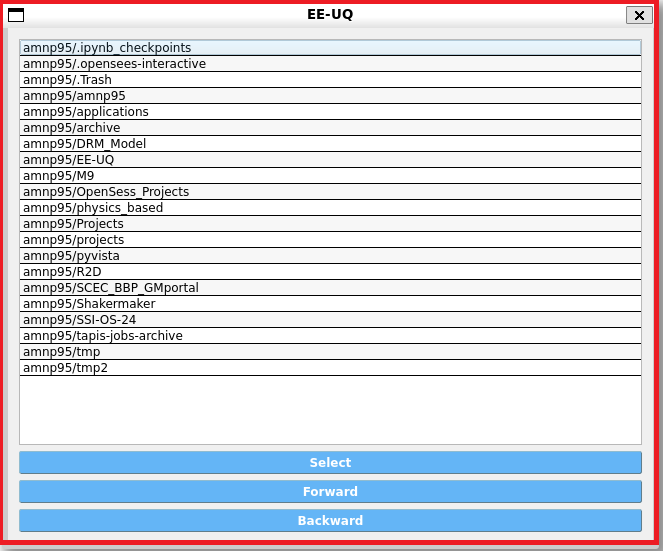 EE-UQ
amnp95/.ipynb_checkpoints
amnp95/.opensees-interactive
amnp95/.Trash
amnp95/amnp95
amnp95/applications
amnp95/archive
amnp95/DRM_Model
amnp95/EE-UQ
amnp95/M9
amnp95/OpenSess_Projects
amnp95/physics_based
amnp95/Projects
amnp95/projects
amnp95/pyvista
amnp95/R2D
amnp95/SCEC_BBP_GMportal
amnp95/Shakermaker
amnp95/SSI-OS-24
amnp95/tapis-jobs-archive
amnp95/tmp
amnp95/tmp2
Select
Forward
Backward